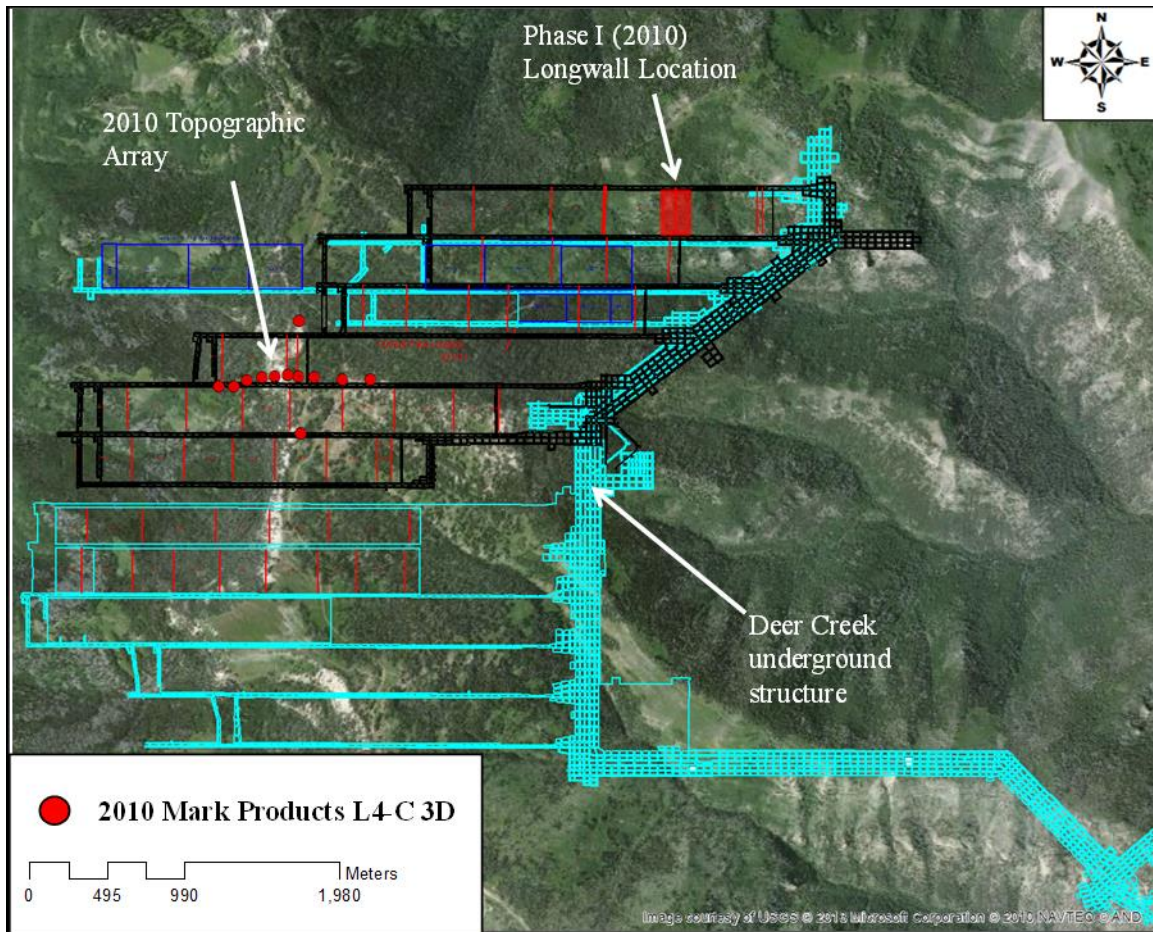 Phase I (2010)
Longwall Location
N
W E
S
2010 Topographic
Array
Deer Creek
underground
structure
2010 Mark Products L4-C 3D
Meters
0 495 990 1,980
Image courtesy of USGS © 2013 Microsoft Corporation © 2010 NAVTEQ © AND